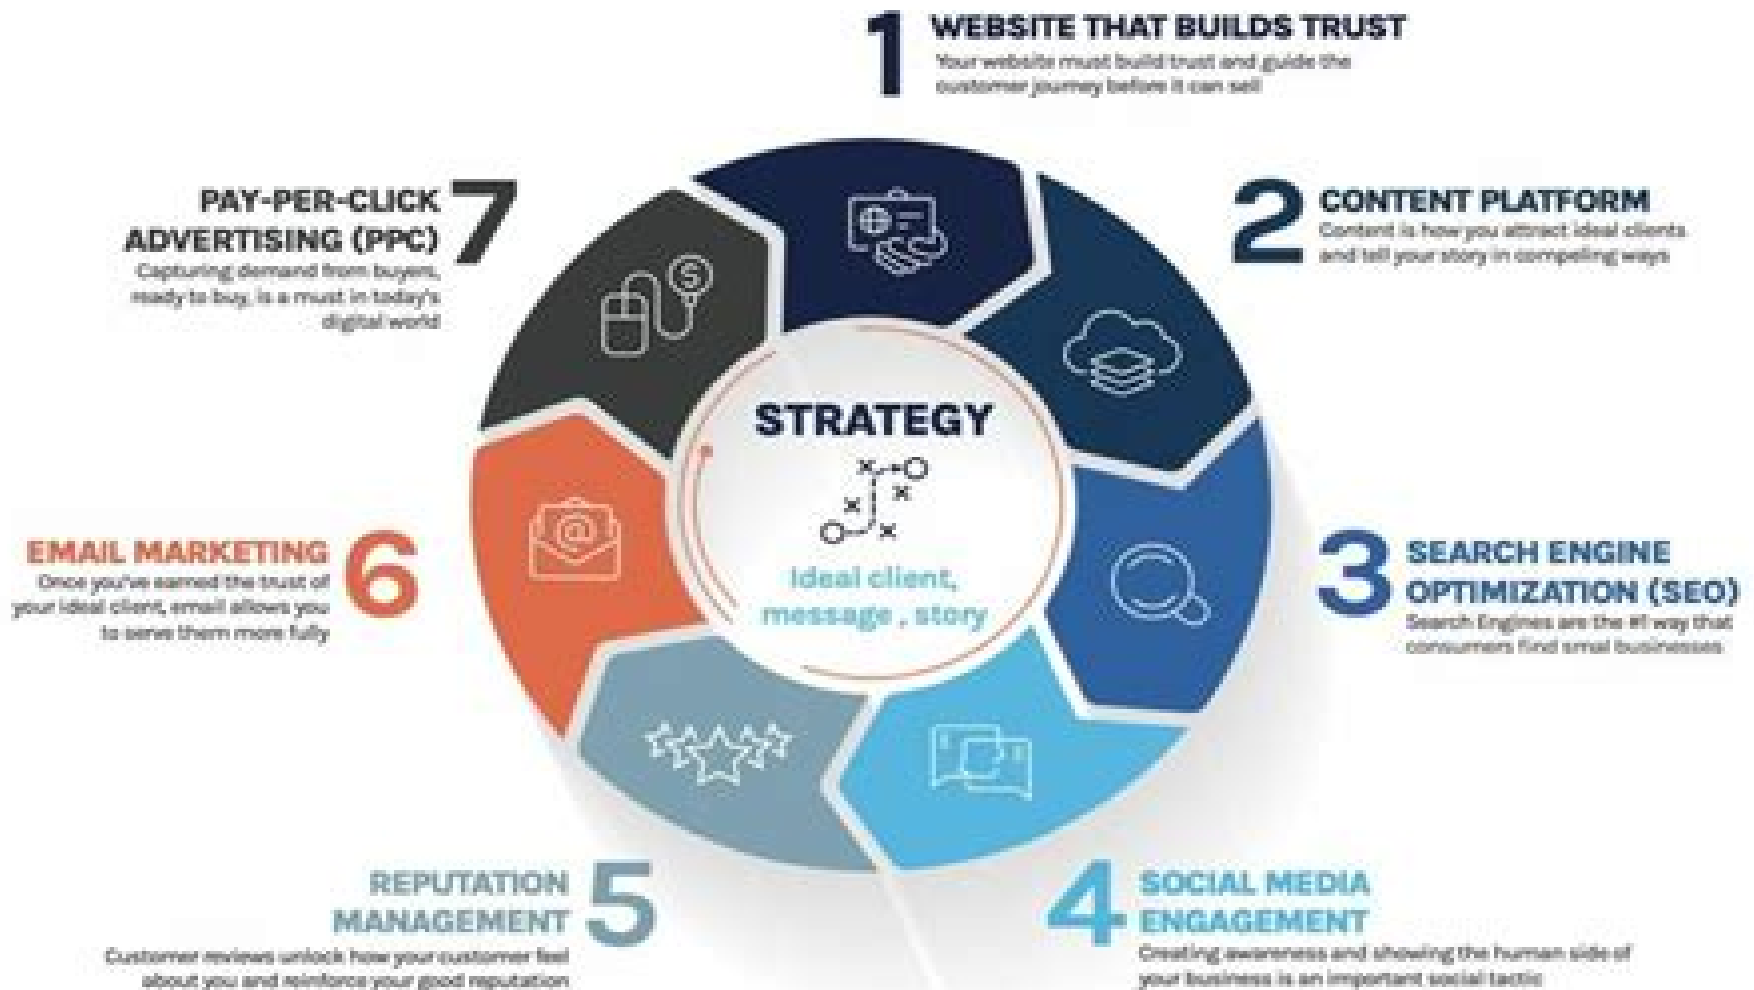 1
WEBSITE THAT BUILDS TRUST
Your website must build trust and guide the
customer journey before it can sell
2
CONTENT PLATFORM
Content is how you attract ideal clients
and tell your story in compeling ways
3
SEARCH ENGINE
OPTIMIZATION (SEO)
Search Engines are the #1 way that
consumers find smal businesses
4
SOCIAL MEDIA
ENGAGEMENT
Creating awareness and showing the human side of
your business is an important social tactic
5
REPUTATION
MANAGEMENT
Customer reviews unlock how your customer feel
about you and reinforce your good reputation
6
EMAIL MARKETING
Once you've earned the trust of
your ideal client, email allows you
to serve them more fully
7
PAY-PER-CLICK
ADVERTISING (PPC)
Capturing demand from buyers,
ready to buy, is a must in today's
digital world
STRATEGY
Ideal client,
message , story